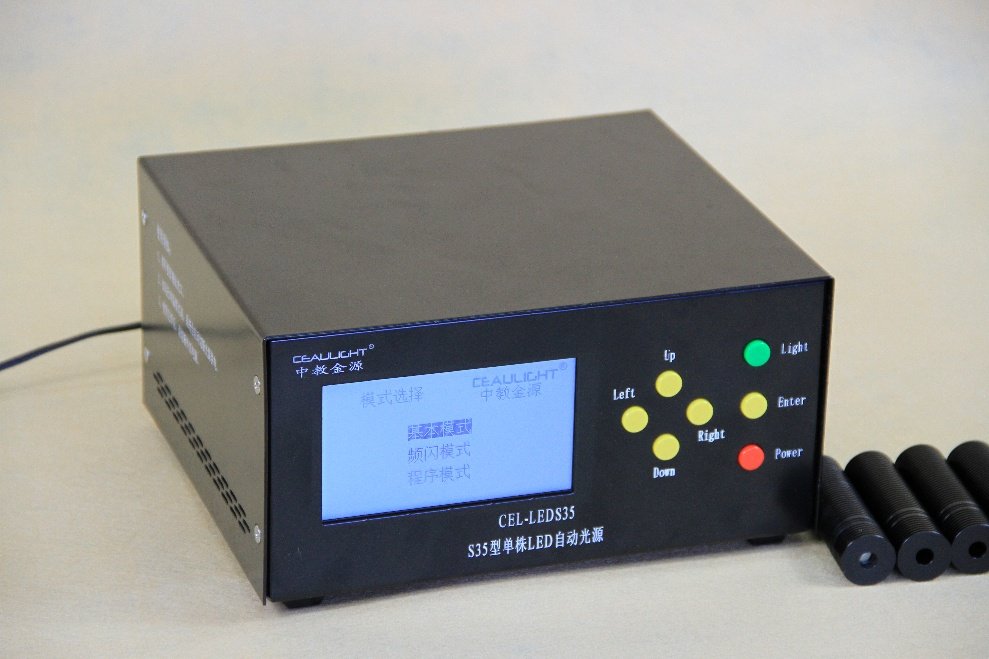 CEAULIGHT®
中教金源
CEAULIGHT®
模式选择 中教金源
基本模式
频闪模式
程序模式
CEL-LEDS35
S35型单株LED自动光源
Up
Left
Right
Down
Light
Enter
Power